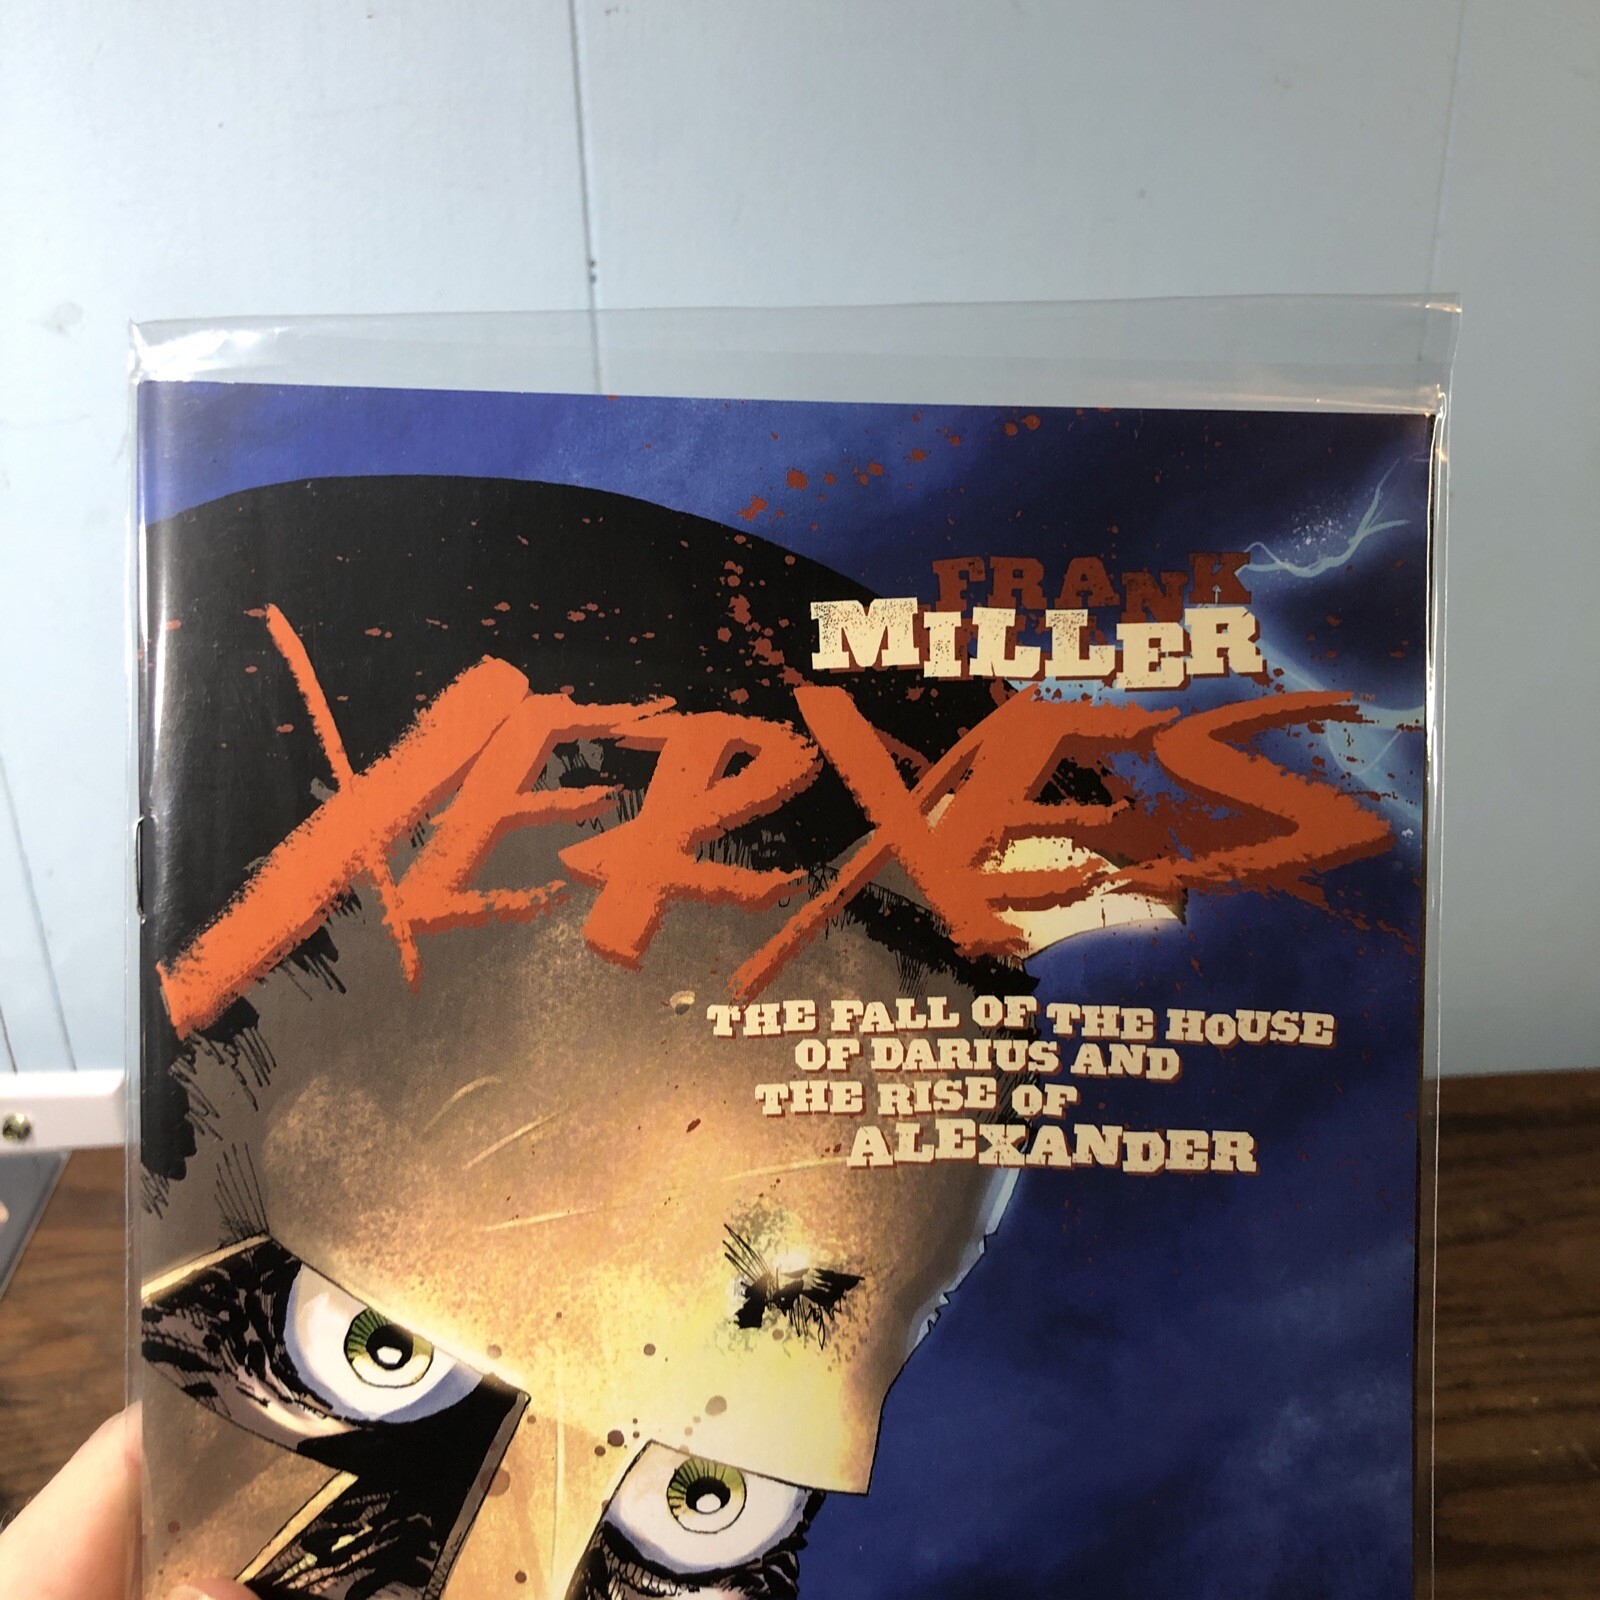 FRANK
MILLER
XERXES
THE FALL OF THE HOUSE
OF DARIUS AND
THE RISE OF
ALEXANDER